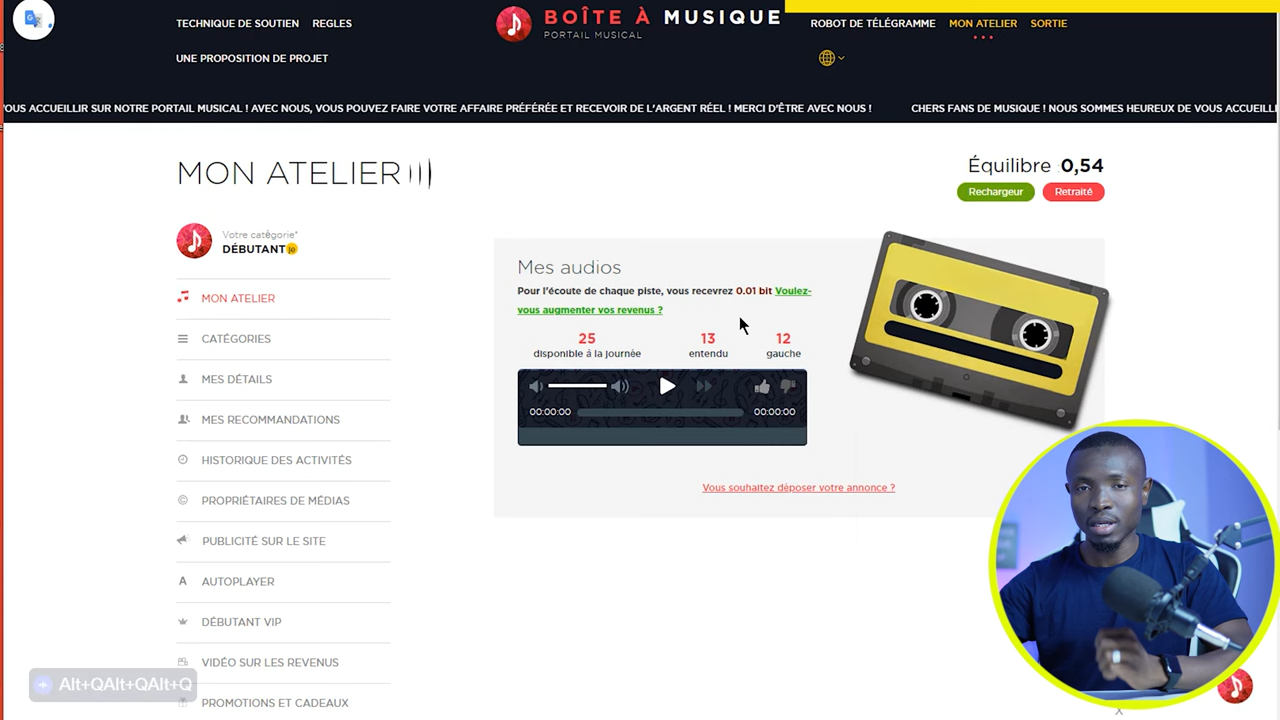 TECHNIQUE DE SOUTIEN REGLES
BOÎTE À MUSIQUE
PORTAIL MUSICAL
ROBOT DE TÉLÉGRAMME MON ATELIER SORTIE
UNE PROPOSITION DE PROJET
VOUS ACCUEILLIR SUR NOTRE PORTAIL MUSICAL ! AVEC NOUS, VOUS POUVEZ FAIRE VOTRE AFFAIRE PRÉFÉRÉE ET RECEVOIR DE L'ARGENT RÉEL ! MERCI D'ÊTRE AVEC NOUS ! CHERS FANS DE MUSIQUE ! NOUS SOMMES HEUREUX DE VOUS ACCUEILLI
MON ATELIER
Équilibre : 0,54
Rechargeur Retraité
Votre catégorie*
DÉBUTANT
MON ATELIER
CATÉGORIES
MES DÉTAILS
MES RECOMMANDATIONS
HISTORIQUE DES ACTIVITÉS
PROPRIÉTAIRES DE MÉDIAS
PUBLICITÉ SUR LE SITE
AUTOPLAYER
DÉBUTANT VIP
VIDÉO SUR LES REVENUS
PROMOTIONS ET CADEAUX
Mes audios
Pour l'écoute de chaque piste, vous recevrez 0.01 bit Voulez-
vous augmenter vos revenus ?
25 13 12
disponible á la journée entendu gauche
00:00:00 00:00:00
Vous souhaitez déposer votre annonce ?
Alt+QAlt+QAlt+Q
X